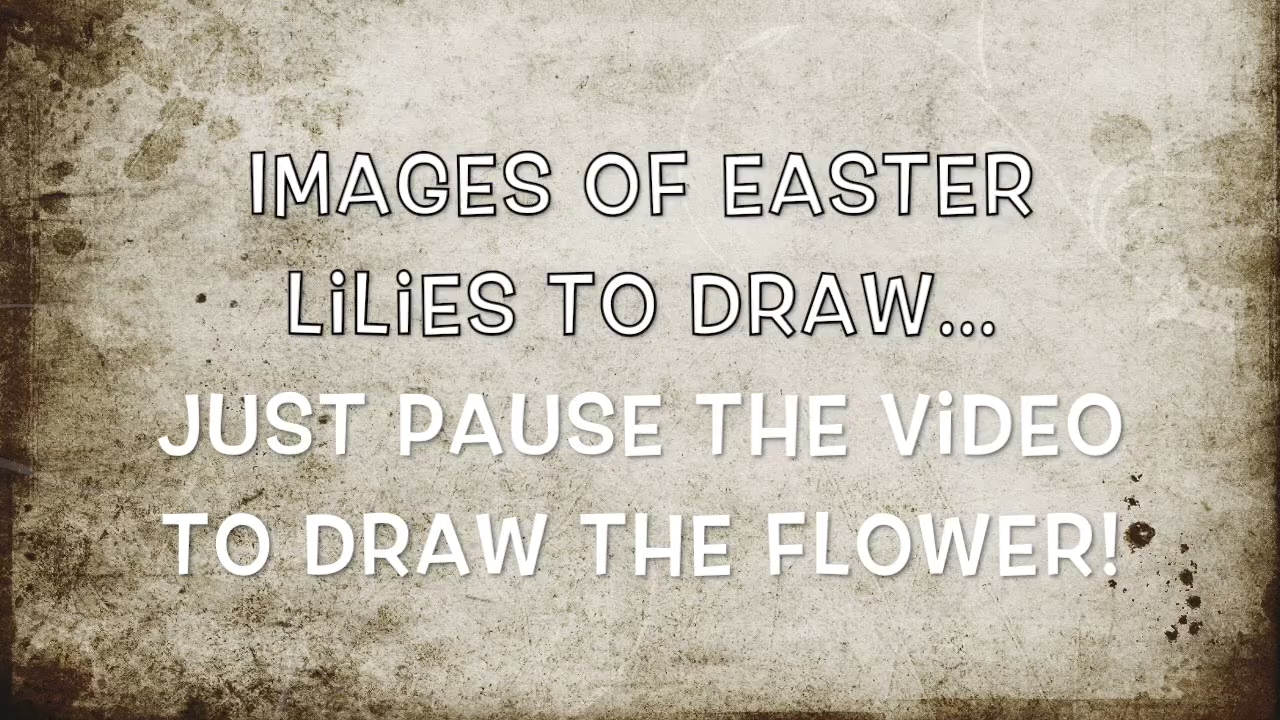 IMAGES OF EASTER
LiLiES TO DRAW...
JUST PAUSE THE ViDEO
TO DRAW THE FLOWER!